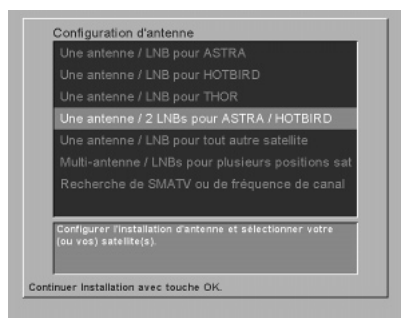 Configuration d'antenne
Une antenne / LNB pour ASTRA
Une antenne / LNB pour HOTBIRD
Une antenne / LNB pour THOR
Une antenne / 2 LNBs pour ASTRA / HOTBIRD
Une antenne / LNB pour tout autre satellite
Multi-antenne / LNBs pour plusieurs positions sat
Recherche de SMATV ou de fréquence de canal
Configurer l'installation d'antenne et sélectionner votre
(ou vos) satellite(s).
Continuer Installation avec touche OK.